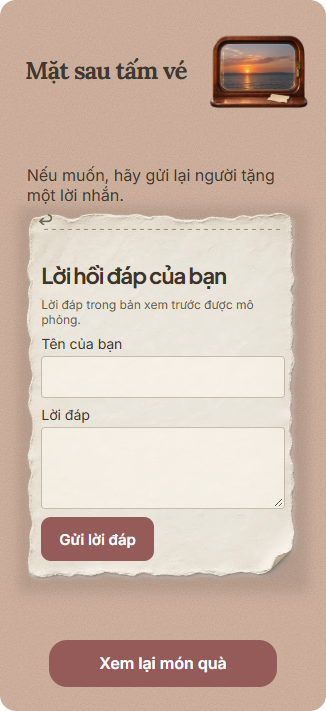 Mặt sau tấm vé
Nếu muốn, hãy gửi lại người tặng
một lời nhắn.
Lời hồi đáp của bạn
Lời đáp trong bản xem trước được mô
phỏng.
Tên của bạn
Lời đáp
Gửi lời đáp
Xem lại món quà